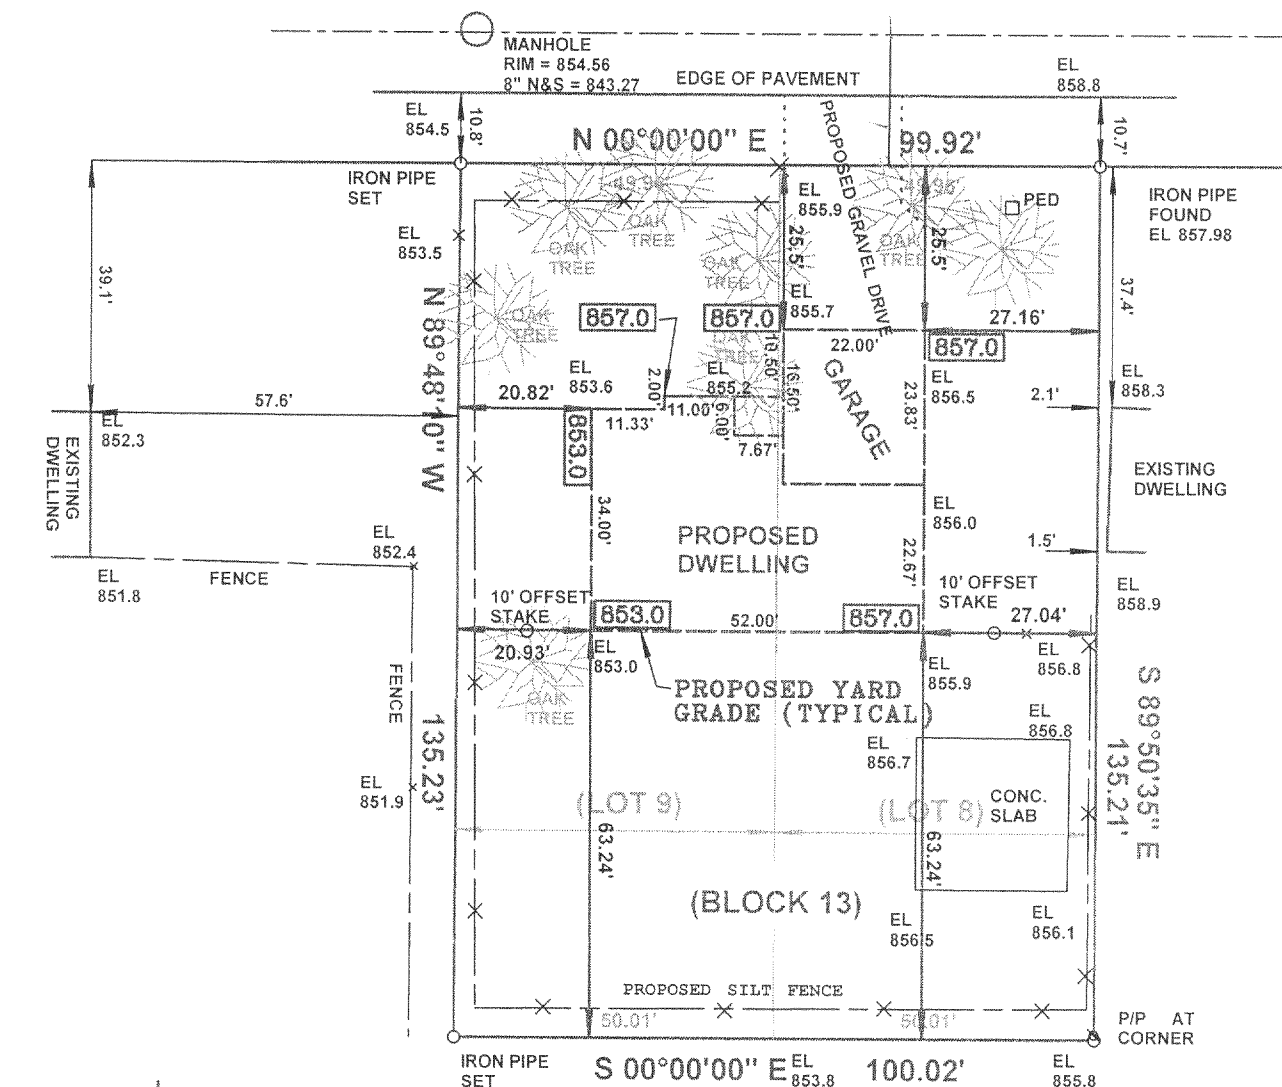 MANHOLE
RIM = 854.56
8" N&S = 843.27
EDGE OF PAVEMENT
EL
858.8
EL
854.5
10.8'
N 00°00'00" E
99.92'
10.7'
IRON PIPE
SET
49.96
49.96
PROPOSED GRAVEL DRIVE
EL
855.9
PED
IRON PIPE
FOUND
EL 857.98
EL
853.5
OAK
TREE
OAK
TREE
OAK
TREE
OAK
TREE
25.5'
25.5'
39.1'
37.4'
EL
855.7
857.0
857.0
OAK
TREE
27.16'
22.00'
857.0
OAK
TREE
N 89°48'10" W
10.50'
16.50'
GARAGE
EL
853.6
2.00'
EL
855.2
23.83'
EL
856.5
2.1'
EL
858.3
57.6'
20.82'
11.33'
11.00'
6.00'
7.67'
EL
852.3
EXISTING
DWELLING
853.0
EXISTING
DWELLING
34.00'
PROPOSED
DWELLING
EL
856.0
22.67'
1.5'
EL
852.4
FENCE
EL
851.8
10' OFFSET
STAKE
10' OFFSET
STAKE
EL
858.9
853.0
52.00'
857.0
27.04'
20.93'
EL
853.0
EL
855.9
EL
856.8
OAK
TREE
FENCE
PROPOSED YARD
GRADE (TYPICAL)
S 89°50'35" E
135.21'
135.23'
EL
856.8
EL
856.7
EL
851.9
(LOT 9)
(LOT 8)
CONC.
SLAB
63.24'
63.24'
(BLOCK 13)
EL
856.5
EL
856.1
PROPOSED SILT FENCE
50.01'
50.01'
P/P AT
CORNER
IRON PIPE
SET
S 00°00'00" E
EL
853.8
100.02'
EL
855.8